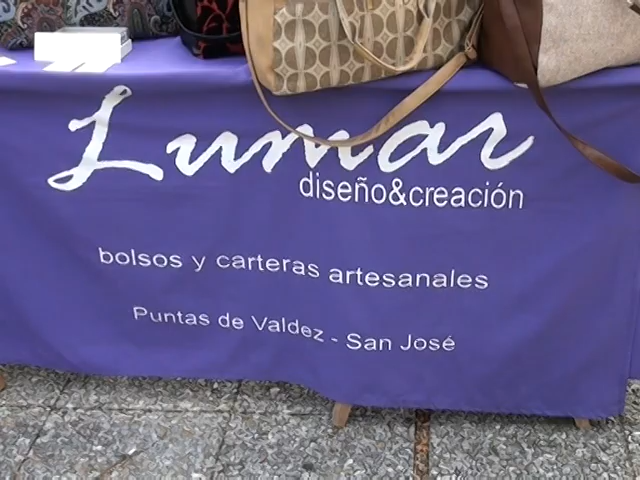 Lumar
diseño&creación
bolsos y carteras artesanales
Puntas de Valdez - San José